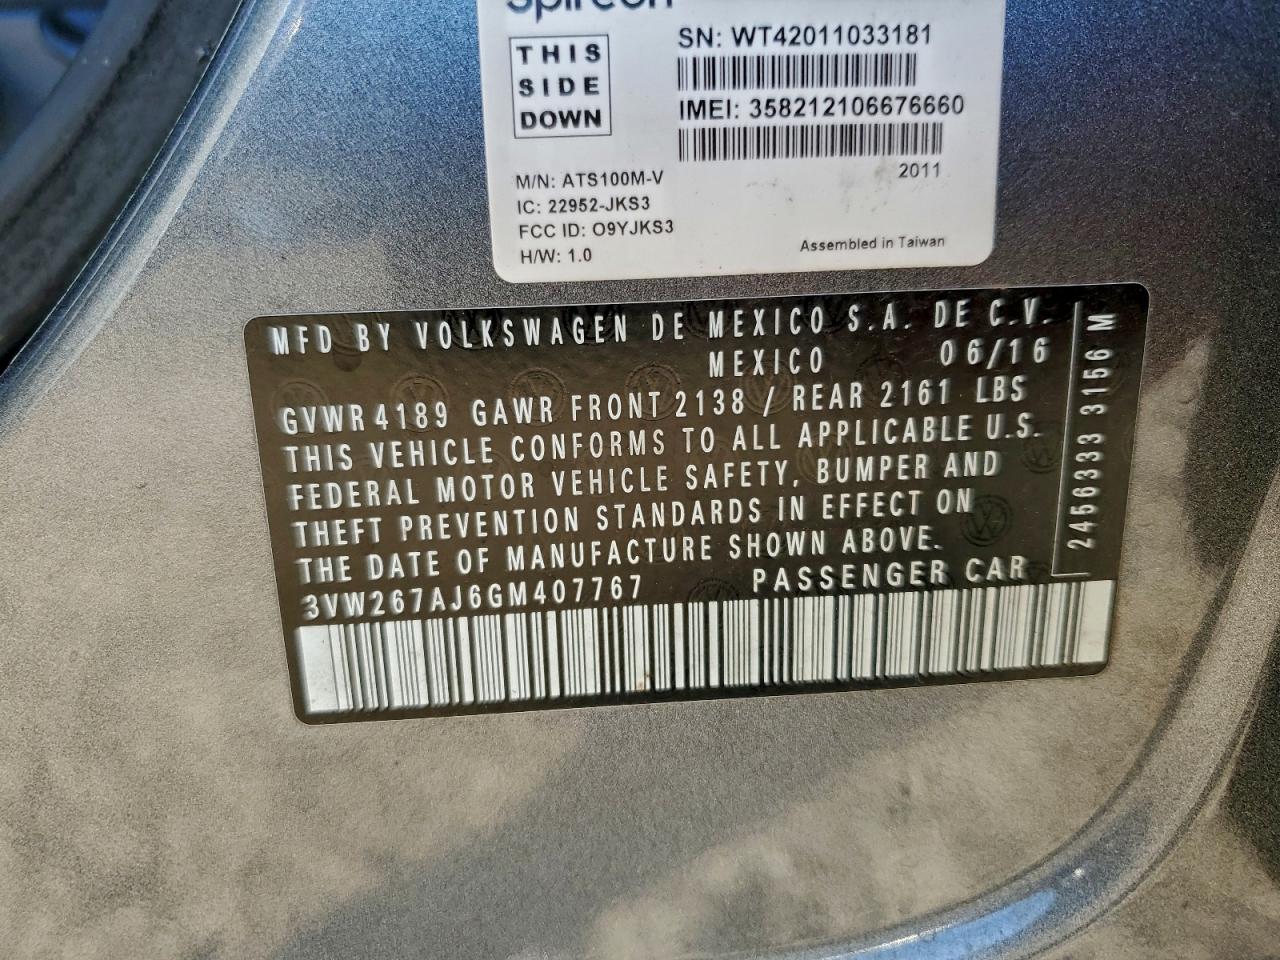 Spireon
THIS
SIDE
DOWN
SN: WT42011033181
IMEI: 358212106676660
2011
M/N: ATS100M-V
IC: 22952-JKS3
FCC ID: O9YJKS3
H/W: 1.0
Assembled in Taiwan
MFD BY VOLKSWAGEN DE MEXICO S.A. DE C.V.
MEXICO 06/16
GVWR 4189 GAWR FRONT 2138 / REAR 2161 LBS
THIS VEHICLE CONFORMS TO ALL APPLICABLE U.S.
FEDERAL MOTOR VEHICLE SAFETY, BUMPER AND
THEFT PREVENTION STANDARDS IN EFFECT ON
THE DATE OF MANUFACTURE SHOWN ABOVE.
3VW267AJ6GM407767 PASSENGER CAR
2456333 3156 M